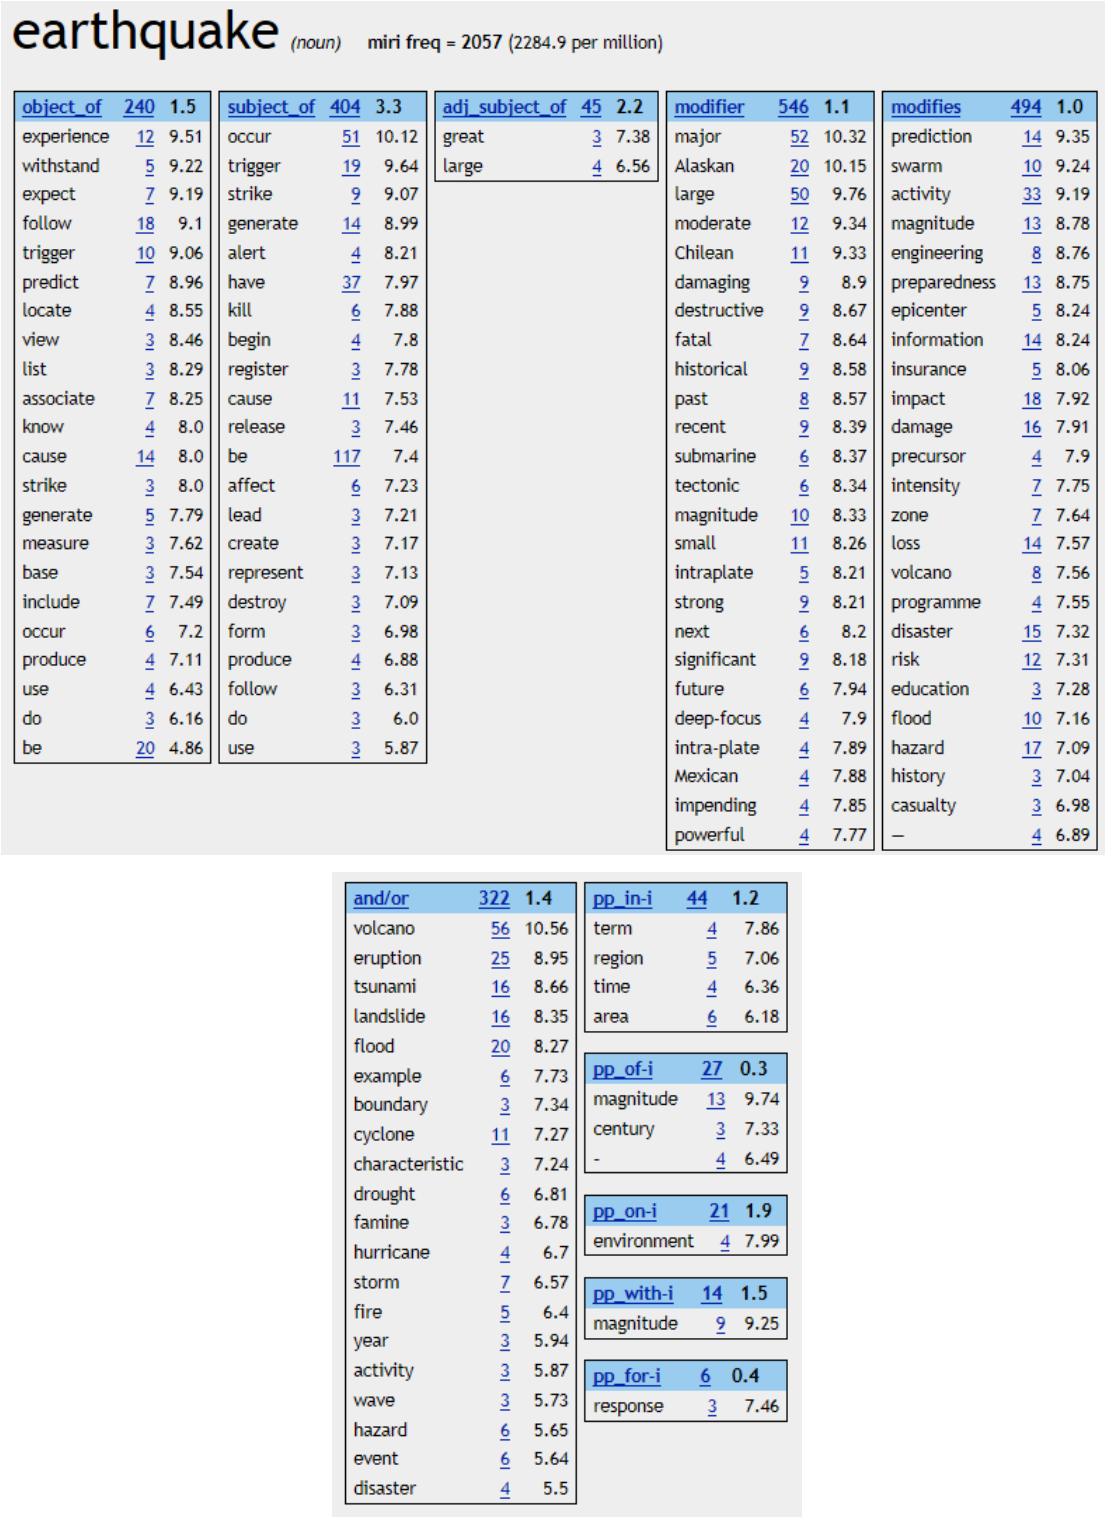 earthquake (noun) miri freq = 2057 (2284.9 per million)
object_of 240 1.5
experience 12 9.51
withstand 5 9.22
expect 7 9.19
follow 18 9.1
trigger 10 9.06
predict 7 8.96
locate 4 8.55
view 3 8.46
list 3 8.29
associate 7 8.25
know 4 8.0
cause 14 8.0
strike 3 8.0
generate 5 7.79
measure 3 7.62
base 3 7.54
include 7 7.49
occur 6 7.2
produce 4 7.11
use 4 6.43
do 3 6.16
be 20 4.86
subject_of 404 3.3
occur 51 10.12
trigger 19 9.64
strike 9 9.07
generate 14 8.99
alert 4 8.21
have 37 7.97
kill 6 7.88
begin 4 7.8
register 3 7.78
cause 11 7.53
release 3 7.46
be 117 7.4
affect 6 7.23
lead 3 7.21
create 3 7.17
represent 3 7.13
destroy 3 7.09
form 3 6.98
produce 4 6.88
follow 3 6.31
do 3 6.0
use 3 5.87
adj_subject_of 45 2.2
great 3 7.38
large 4 6.56
modifier 546 1.1
major 52 10.32
Alaskan 20 10.15
large 50 9.76
moderate 12 9.34
Chilean 11 9.33
damaging 9 8.9
destructive 9 8.67
fatal 7 8.64
historical 9 8.58
past 8 8.57
recent 9 8.39
submarine 6 8.37
tectonic 6 8.34
magnitude 10 8.33
small 11 8.26
intraplate 5 8.21
strong 9 8.21
next 6 8.2
significant 9 8.18
future 6 7.94
deep-focus 4 7.9
intra-plate 4 7.89
Mexican 4 7.88
impending 4 7.85
powerful 4 7.77
modifies 494 1.0
prediction 14 9.35
swarm 10 9.24
activity 33 9.19
magnitude 13 8.78
engineering 8 8.76
preparedness 13 8.75
epicenter 5 8.24
information 14 8.24
insurance 5 8.06
impact 18 7.92
damage 16 7.91
precursor 4 7.9
intensity 7 7.75
zone 7 7.64
loss 14 7.57
volcano 8 7.56
programme 4 7.55
disaster 15 7.32
risk 12 7.31
education 3 7.28
flood 10 7.16
hazard 17 7.09
history 3 7.04
casualty 3 6.98
— 4 6.89
and/or 322 1.4
volcano 56 10.56
eruption 25 8.95
tsunami 16 8.66
landslide 16 8.35
flood 20 8.27
example 6 7.73
boundary 3 7.34
cyclone 11 7.27
characteristic 3 7.24
drought 6 6.81
famine 3 6.78
hurricane 4 6.7
storm 7 6.57
fire 5 6.4
year 3 5.94
activity 3 5.87
wave 3 5.73
hazard 6 5.65
event 6 5.64
disaster 4 5.5
pp_in-i 44 1.2
term 4 7.86
region 5 7.06
time 4 6.36
area 6 6.18
pp_of-i 27 0.3
magnitude 13 9.74
century 3 7.33
- 4 6.49
pp_on-i 21 1.9
environment 4 7.99
pp_with-i 14 1.5
magnitude 9 9.25
pp_for-i 6 0.4
response 3 7.46